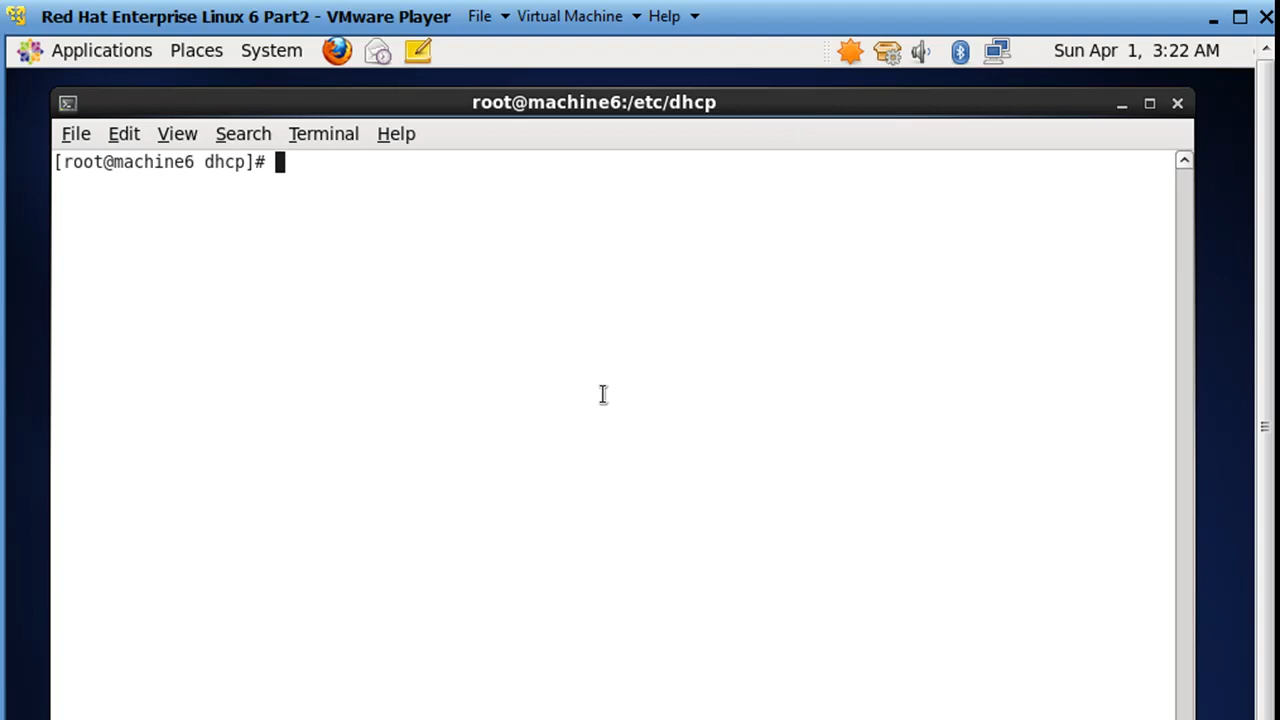 Red Hat Enterprise Linux 6 Part2 - VMware Player File Virtual Machine Help
Applications Places System Sun Apr 1, 3:22 AM
root@machine6:/etc/dhcp
File Edit View Search Terminal Help
[root@machine6 dhcp]#